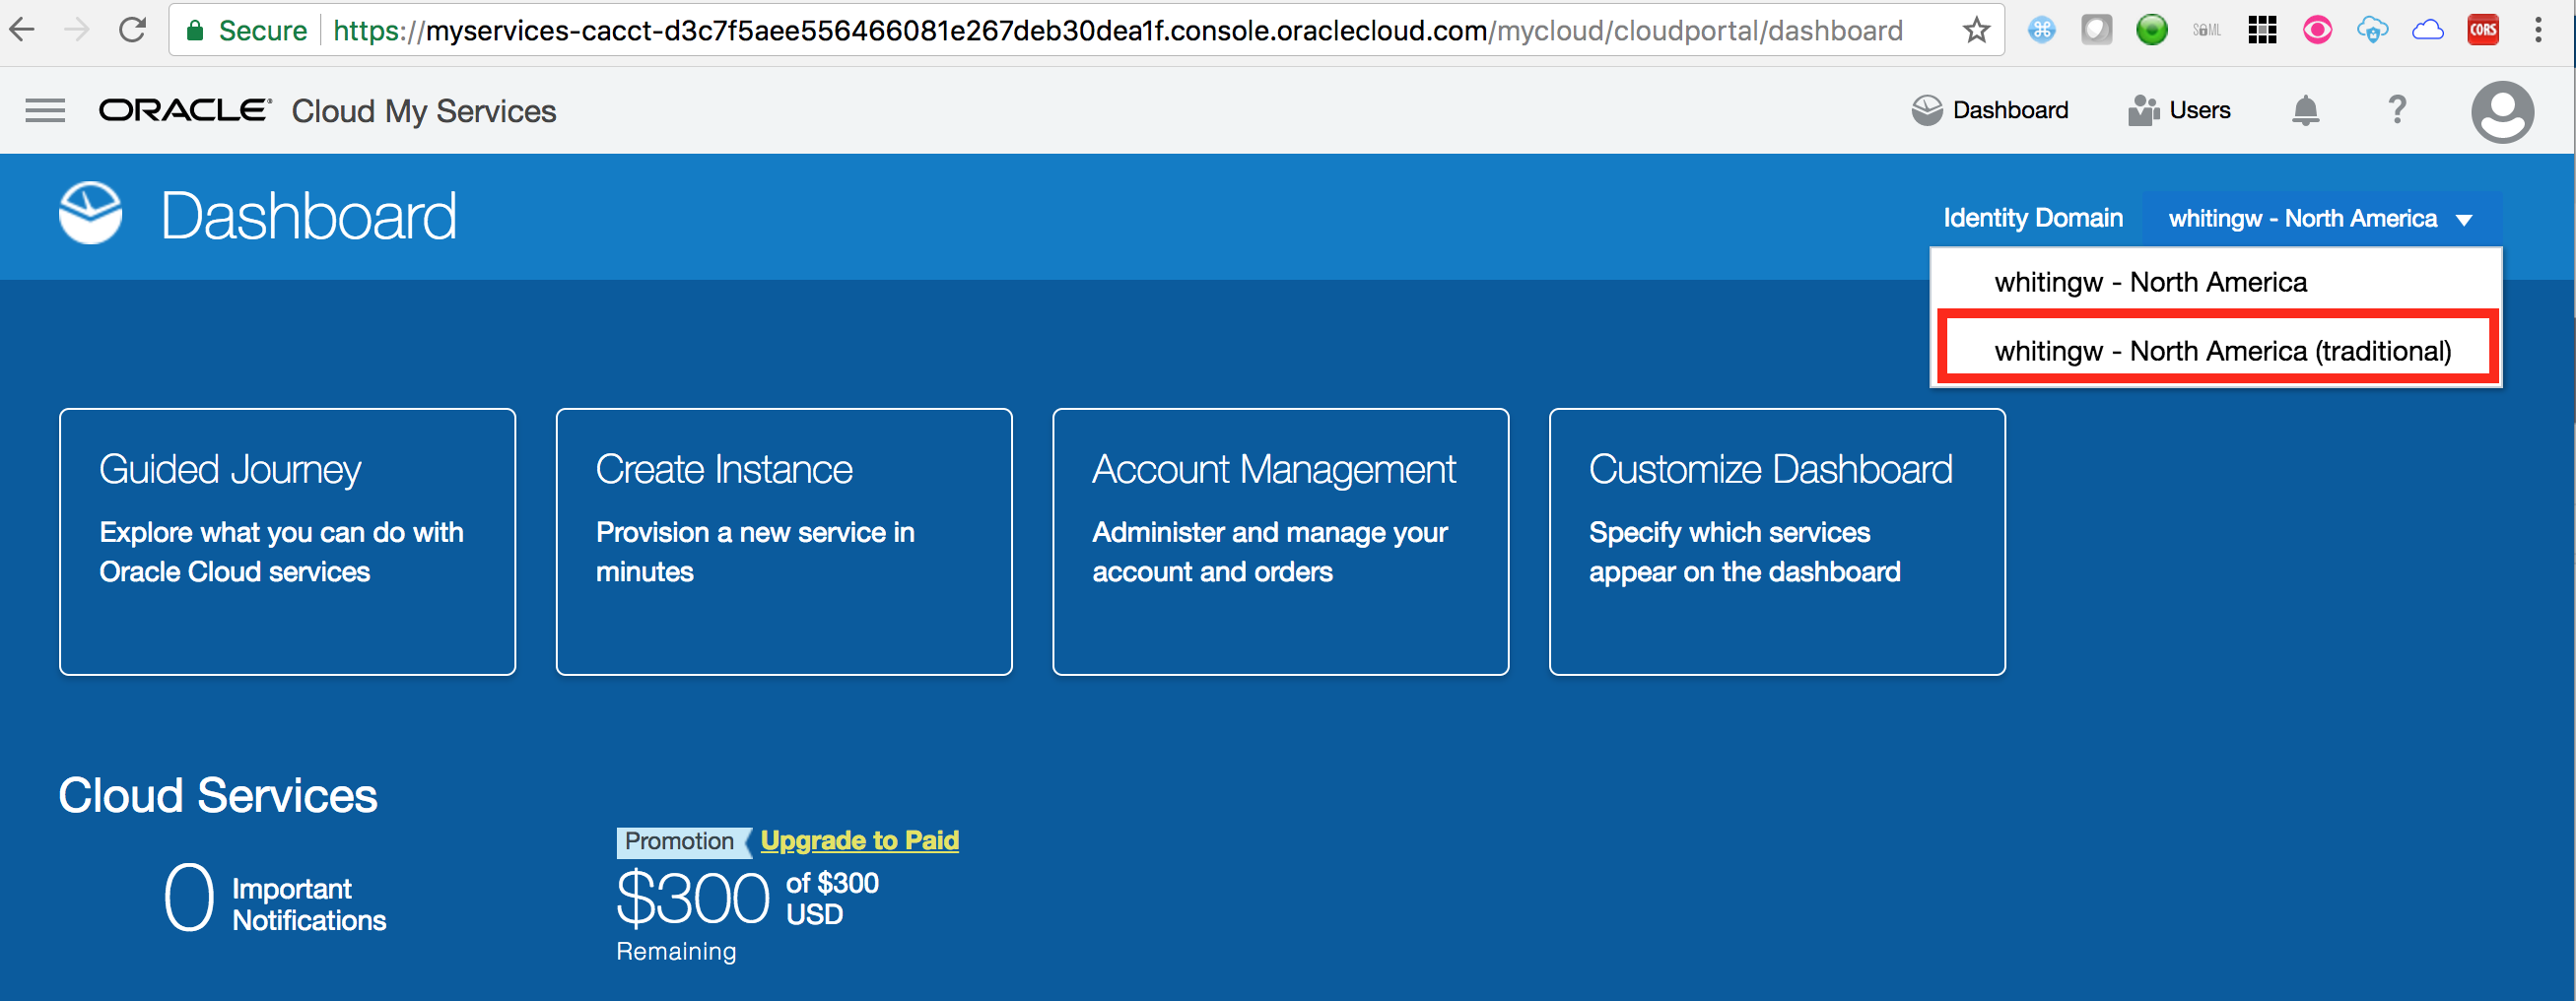 Secure https://myservices-cacct-d3c7f5aee556466081e267deb30dea1f.console.oraclecloud.com/mycloud/cloudportal/dashboard
CORS
ORACLE Cloud My Services
Dashboard
Users
?
Dashboard
Identity Domain
whitingw - North America
whitingw - North America
whitingw - North America (traditional)
Guided Journey
Explore what you can do with
Oracle Cloud services
Create Instance
Provision a new service in
minutes
Account Management
Administer and manage your
account and orders
Customize Dashboard
Specify which services
appear on the dashboard
Cloud Services
0 Important
Notifications
Promotion Upgrade to Paid
$300 of $300
USD
Remaining